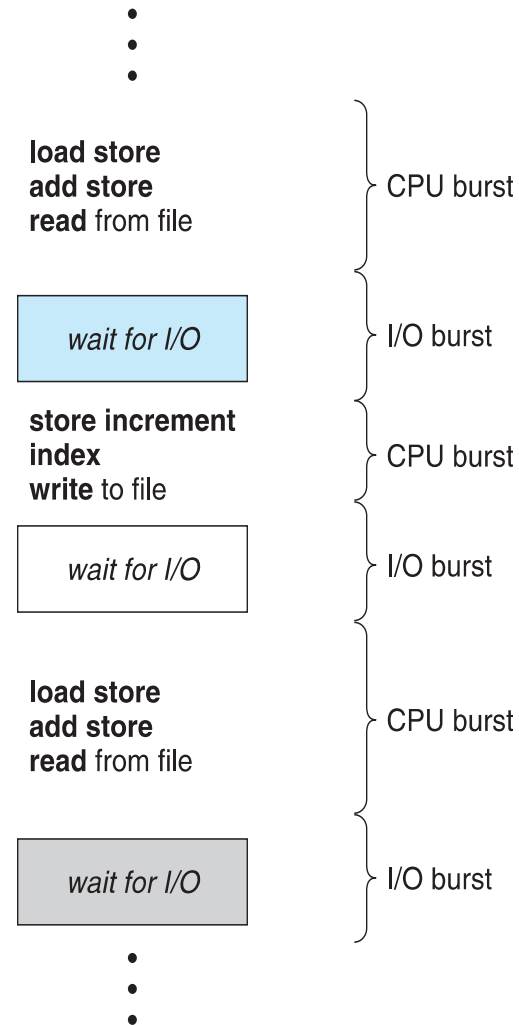 load store
add store
read from file
CPU burst
wait for I/O
I/O burst
store increment
index
write to file
CPU burst
wait for I/O
I/O burst
load store
add store
read from file
CPU burst
wait for I/O
I/O burst